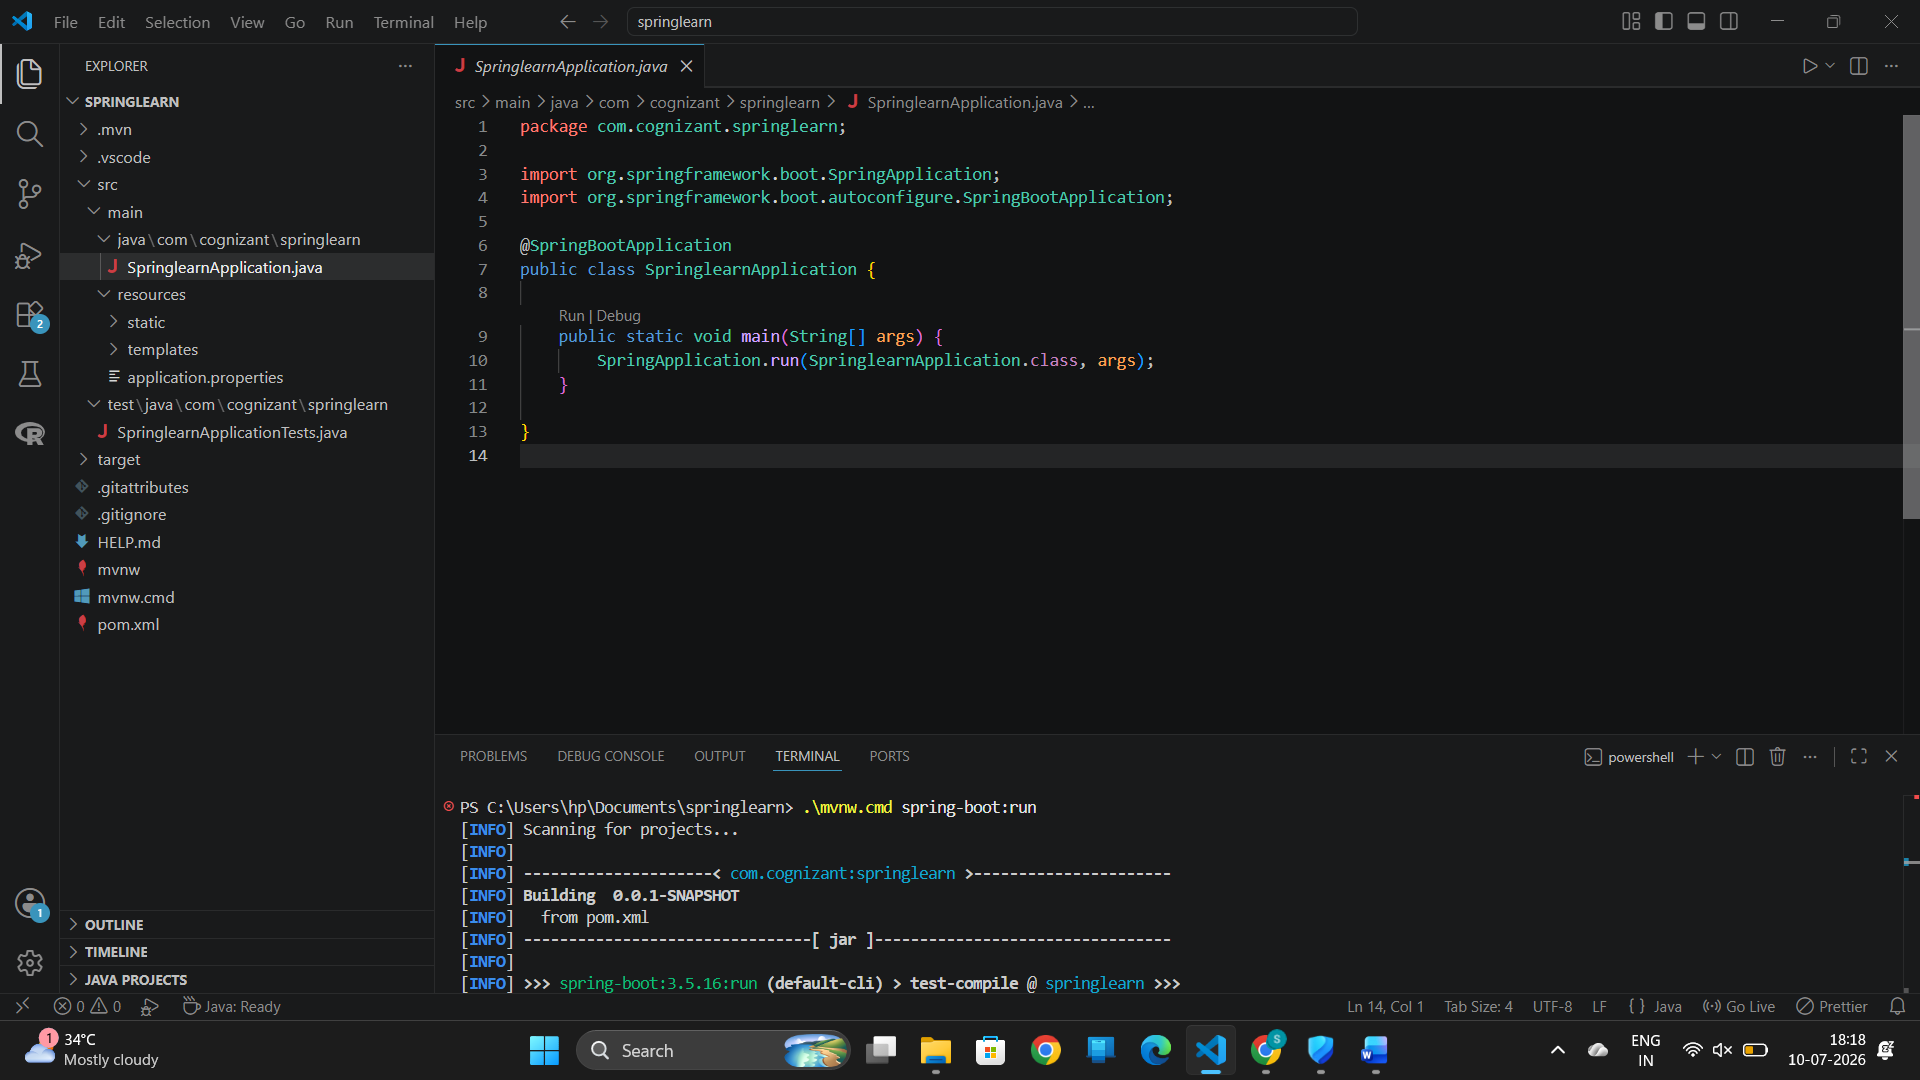 File Edit Selection View Go Run Terminal Help
springlearn
EXPLORER
SPRINGLEARN
.mvn
.vscode
src
main
java\com\cognizant\springlearn
SpringlearnApplication.java
resources
static
templates
application.properties
test\java\com\cognizant\springlearn
SpringlearnApplicationTests.java
target
.gitattributes
.gitignore
HELP.md
mvnw
mvnw.cmd
pom.xml
OUTLINE
TIMELINE
JAVA PROJECTS
2
1
SpringlearnApplication.java
src > main > java > com > cognizant > springlearn > SpringlearnApplication.java > ...
1 package com.cognizant.springlearn;
2
3 import org.springframework.boot.SpringApplication;
4 import org.springframework.boot.autoconfigure.SpringBootApplication;
5
6 @SpringBootApplication
7 public class SpringlearnApplication {
8
Run | Debug
9 public static void main(String[] args) {
10 SpringApplication.run(SpringlearnApplication.class, args);
11 }
12
13 }
14
PROBLEMS DEBUG CONSOLE OUTPUT TERMINAL PORTS
powershell
PS C:\Users\hp\Documents\springlearn> .\mvnw.cmd spring-boot:run
[INFO] Scanning for projects...
[INFO]
[INFO] ---------------------< com.cognizant:springlearn >----------------------
[INFO] Building  0.0.1-SNAPSHOT
[INFO]   from pom.xml
[INFO] --------------------------------[ jar ]---------------------------------
[INFO]
[INFO] >>> spring-boot:3.5.16:run (default-cli) > test-compile @ springlearn >>>
0 0 Java: Ready Ln 14, Col 1 Tab Size: 4 UTF-8 LF { } Java Go Live Prettier
1
34°C
Mostly cloudy
Search
S
W
ENG
IN
18:18
10-07-2026